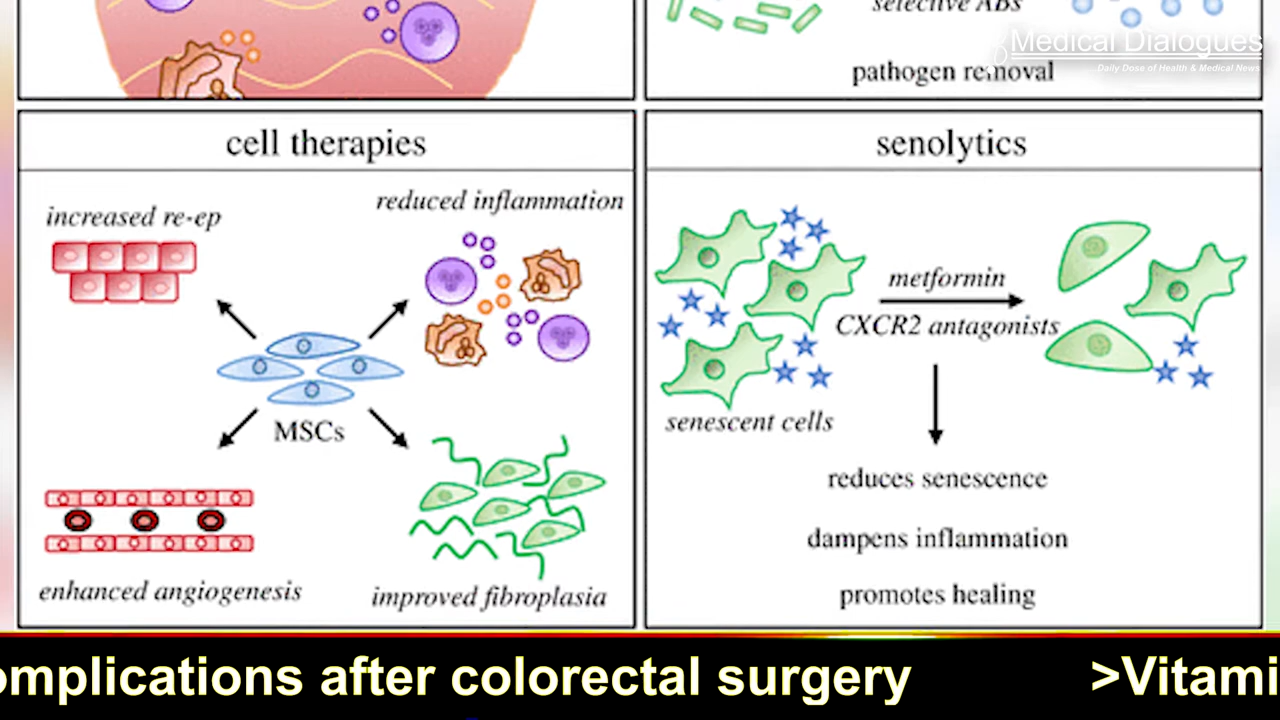 selective ABs
Medical Dialogues
Daily Dose of Health & Medical News
pathogen removal
cell therapies
increased re-ep
reduced inflammation
MSCs
enhanced angiogenesis
improved fibroplasia
senolytics
metformin
CXCR2 antagonists
senescent cells
reduces senescence
dampens inflammation
promotes healing
omplications after colorectal surgery >Vitami